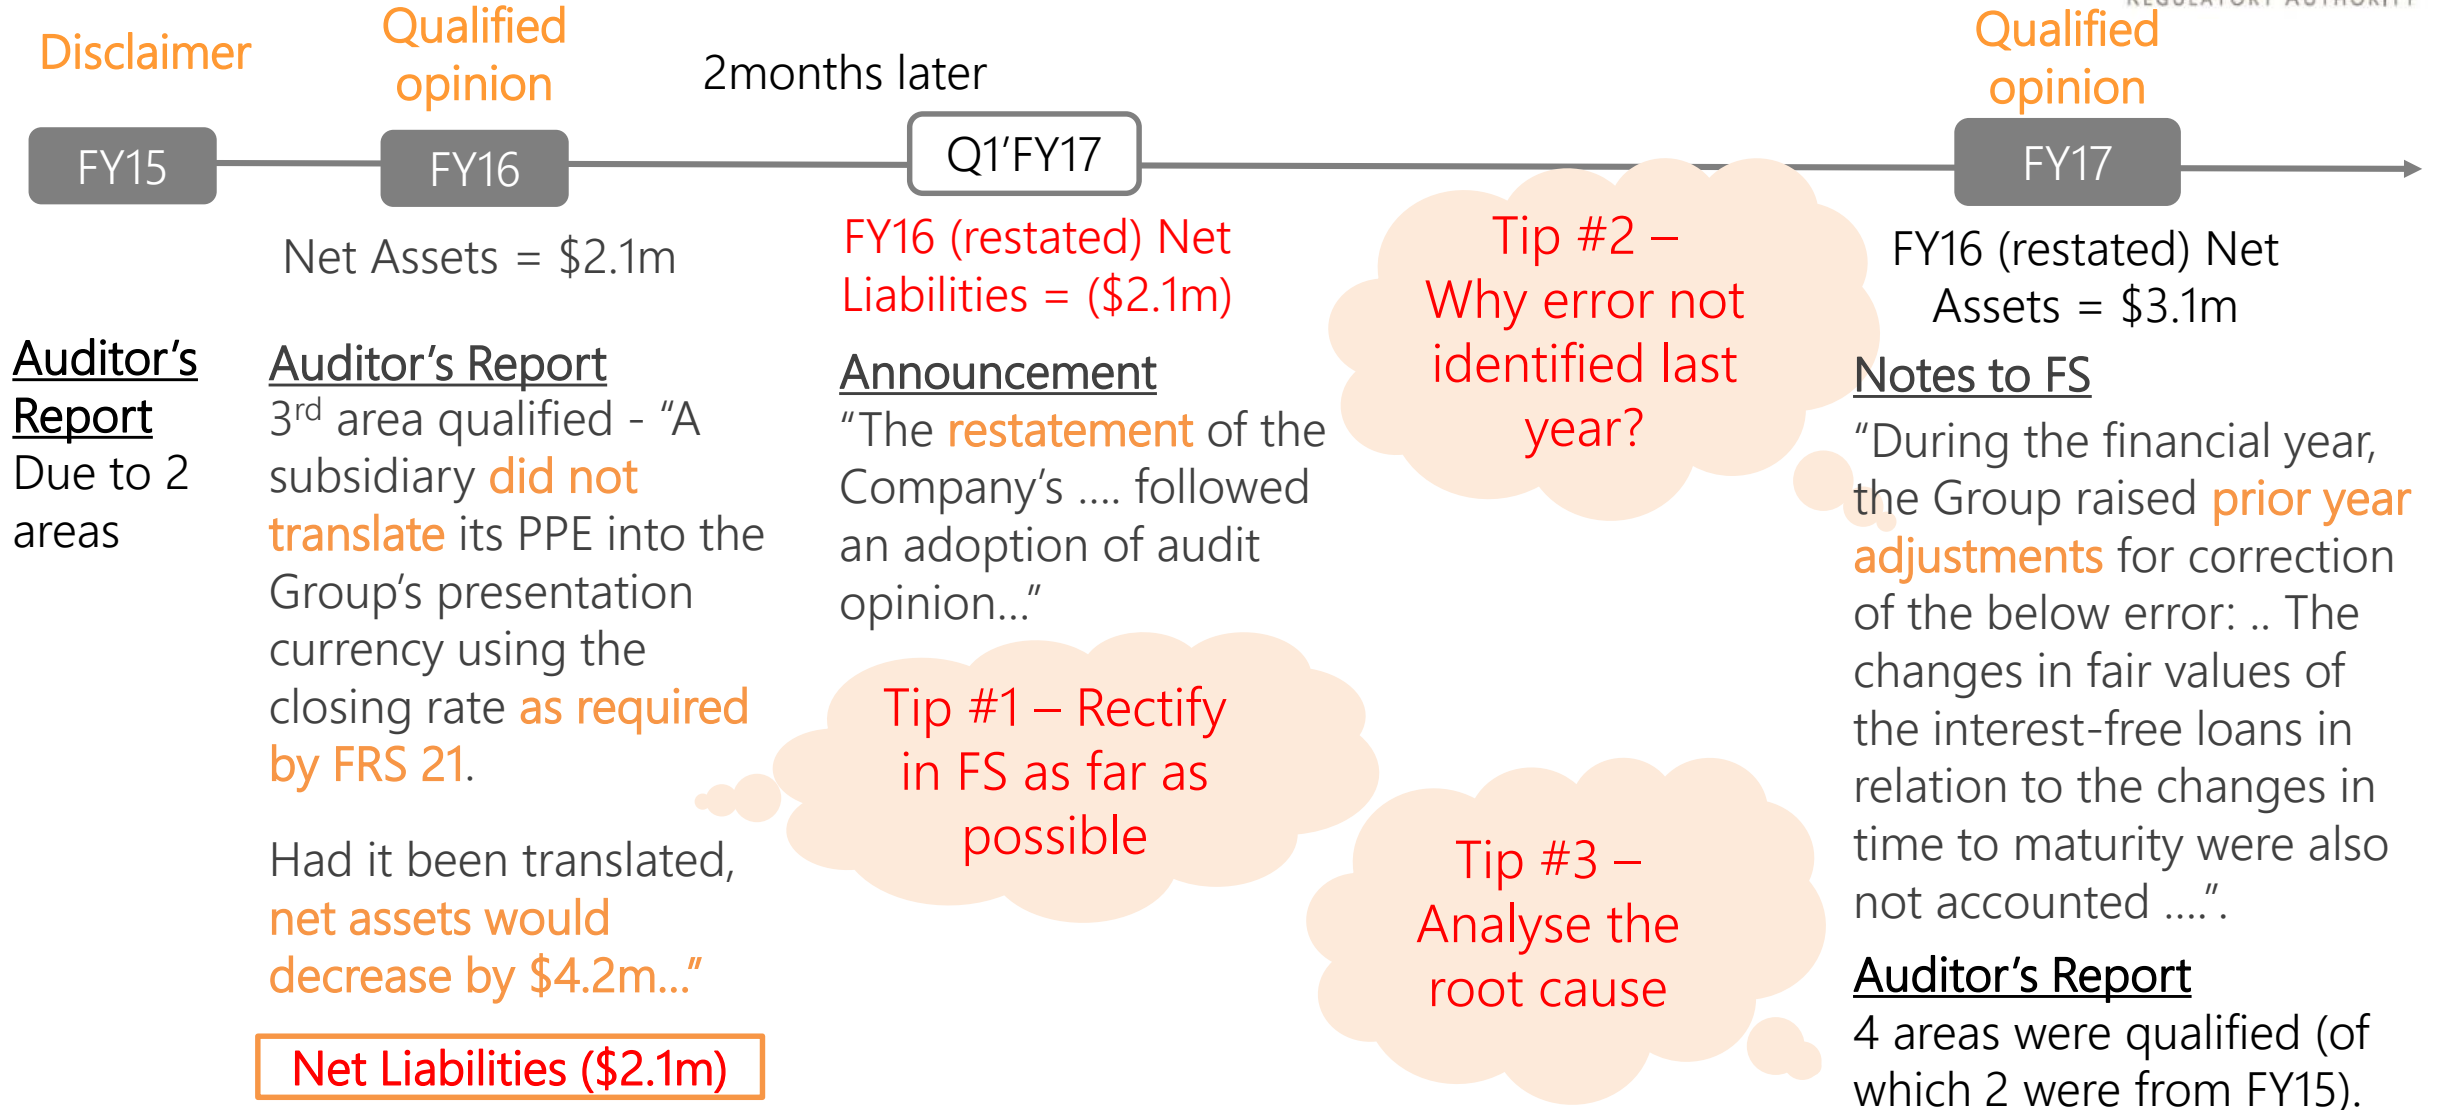 REGULATORY AUTHORITY
Disclaimer
Qualified
opinion
2months later
Qualified
opinion
FY15
FY16
Q1’FY17
FY17
Net Assets = $2.1m
FY16 (restated) Net
Liabilities = ($2.1m)
FY16 (restated) Net
Assets = $3.1m
Auditor’s
Report
Due to 2
areas
Auditor’s Report
3rd area qualified - “A
subsidiary did not
translate its PPE into the
Group’s presentation
currency using the
closing rate as required
by FRS 21.
Had it been translated,
net assets would
decrease by $4.2m…”
Net Liabilities ($2.1m)
Announcement
“The restatement of the
Company’s …. followed
an adoption of audit
opinion…”
Tip #1 – Rectify
in FS as far as
possible
Tip #2 –
Why error not
identified last
year?
Tip #3 –
Analyse the
root cause
Notes to FS
“During the financial year,
the Group raised prior year
adjustments for correction
of the below error: .. The
changes in fair values of
the interest-free loans in
relation to the changes in
time to maturity were also
not accounted ….”.
Auditor’s Report
4 areas were qualified (of
which 2 were from FY15).